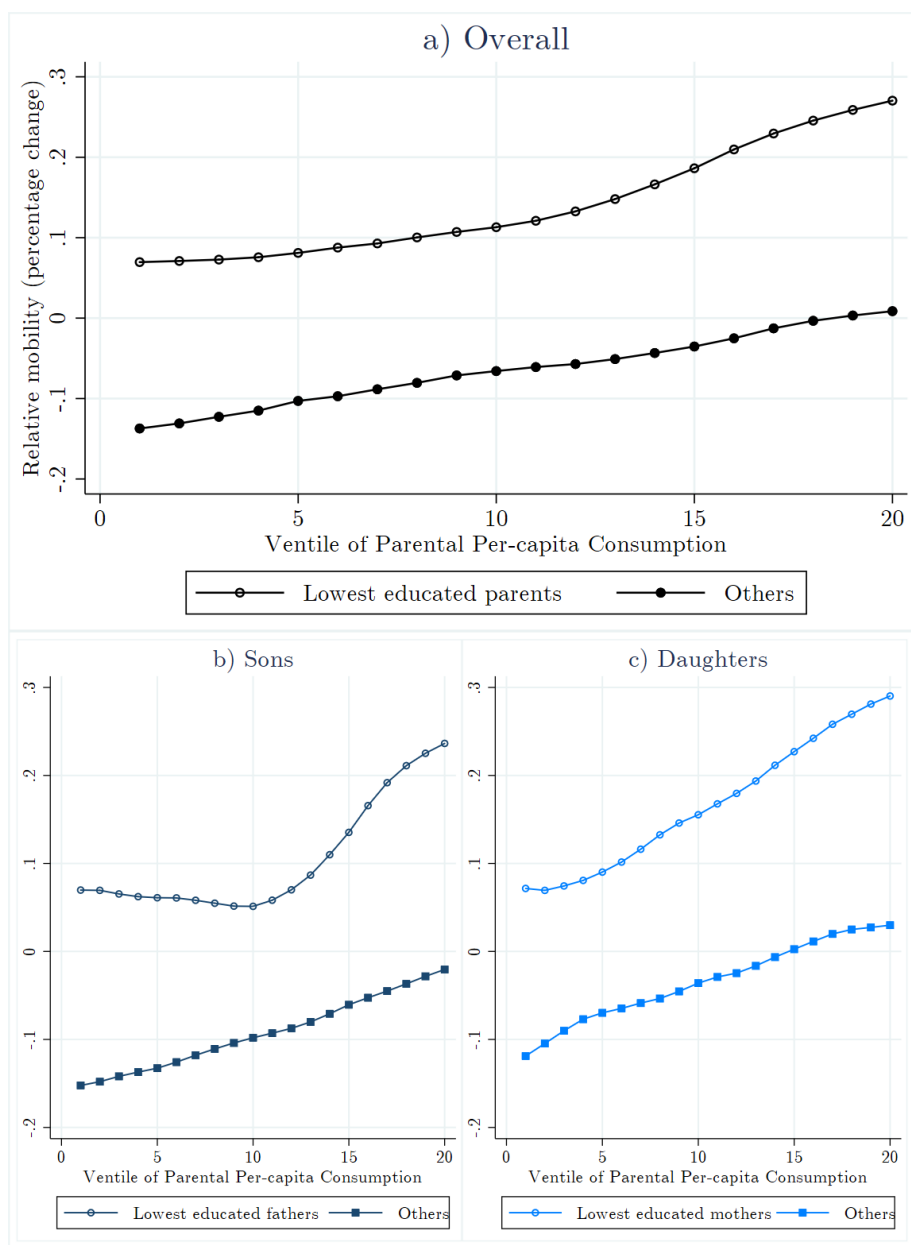 a) Overall
Relative mobility (percentage change)
.3
.2
.1
0
-.1
-.2
0 5 10 15 20
Ventile of Parental Per-capita Consumption
Lowest educated parents Others
b) Sons
.3
.2
.1
0
-.1
-.2
0 5 10 15 20
Ventile of Parental Per-capita Consumption
Lowest educated fathers Others
c) Daughters
.3
.2
.1
0
-.1
-.2
0 5 10 15 20
Ventile of Parental Per-capita Consumption
Lowest educated mothers Others